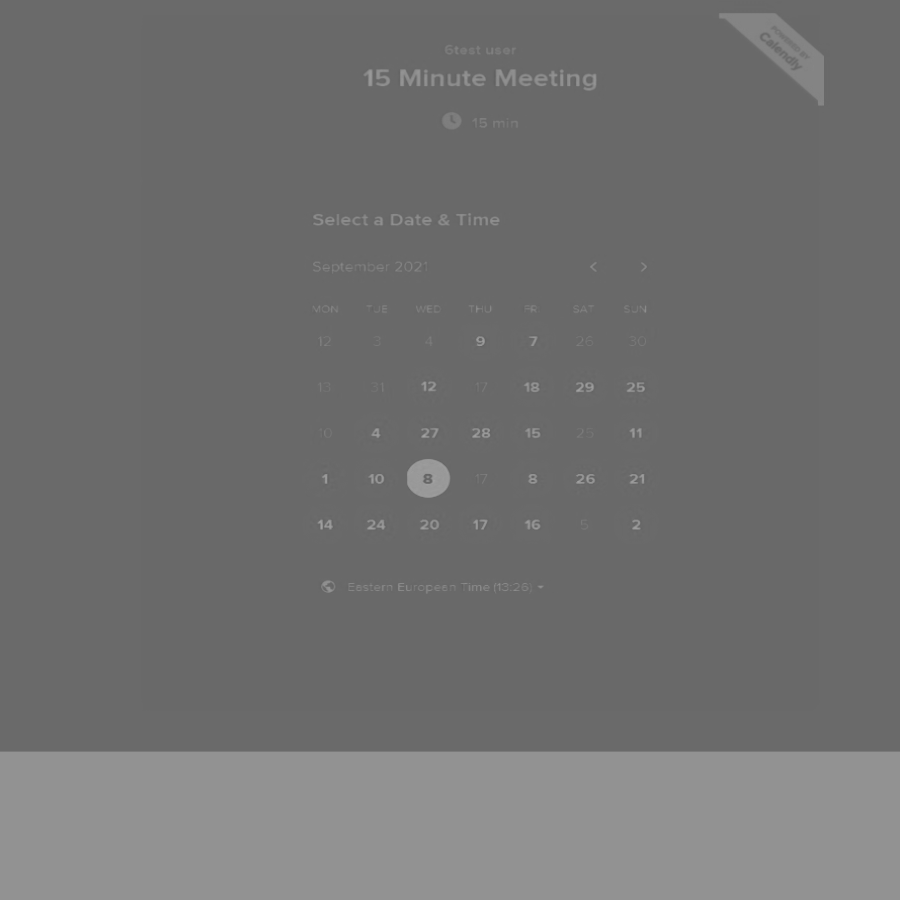 POWERED BY
Calendly
6test user
15 Minute Meeting
15 min
Select a Date & Time
September 2021
MON TUE WED THU FRI SAT SUN
12 3 4 9 7 26 30
13 31 12 17 18 29 25
10 4 27 28 15 25 11
1 10 8 17 8 26 21
14 24 20 17 16 5 2
Eastern European Time (13:26)